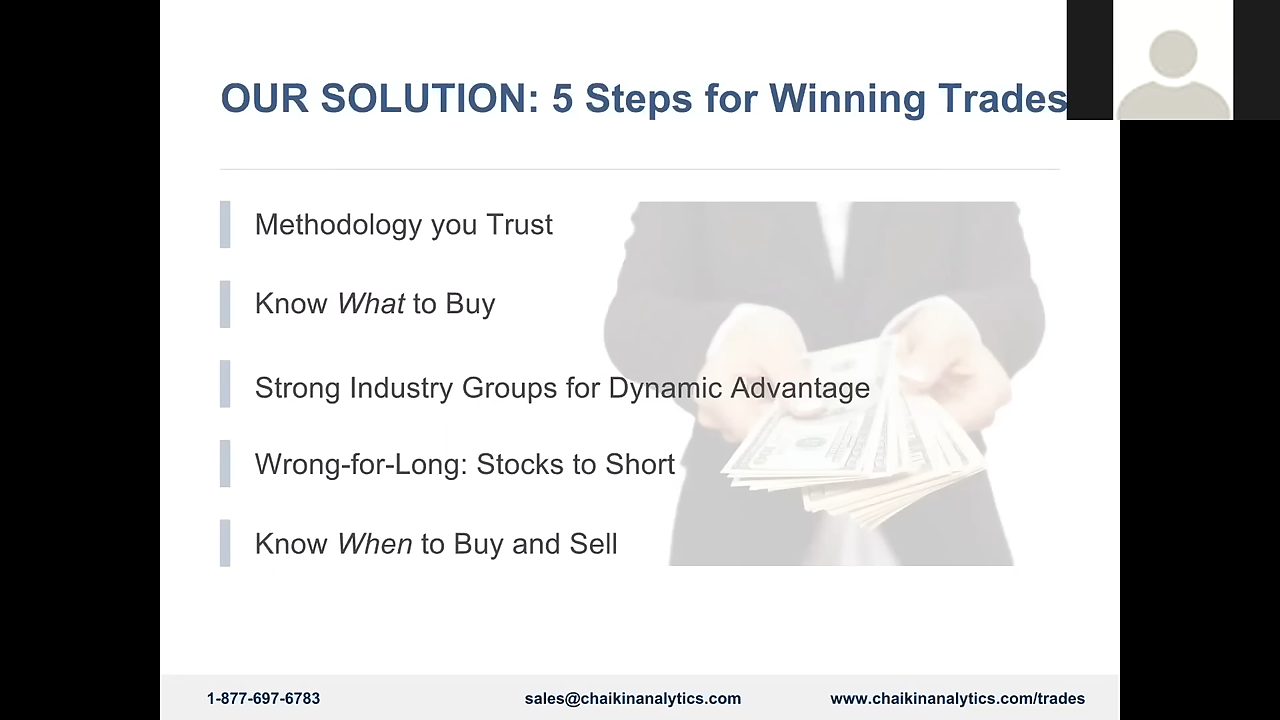 OUR SOLUTION: 5 Steps for Winning Trades
Methodology you Trust
Know What to Buy
Strong Industry Groups for Dynamic Advantage
Wrong-for-Long: Stocks to Short
Know When to Buy and Sell
1-877-697-6783 sales@chaikinanalytics.com www.chaikinanalytics.com/trades